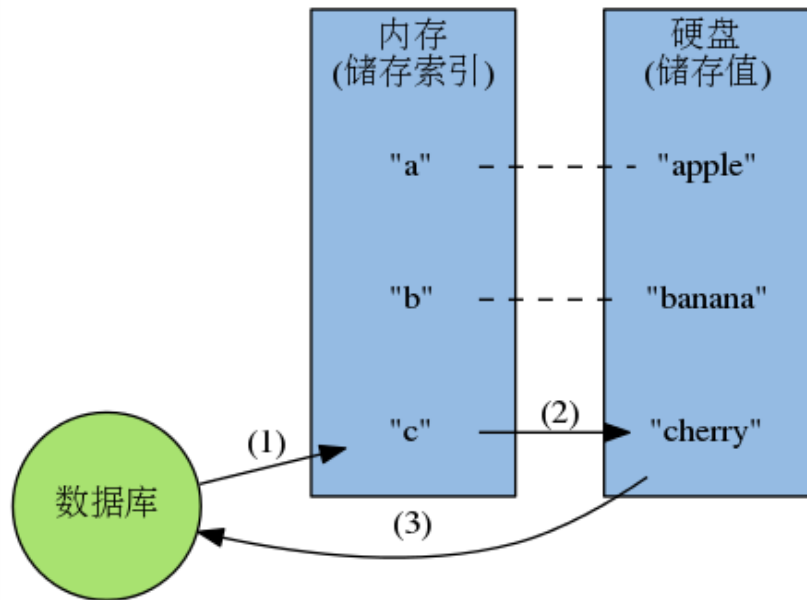 内存
(储存索引)
硬盘
(储存值)
"a"
"apple"
"b"
"banana"
"c"
(2)
"cherry"
(1)
数据库
(3)